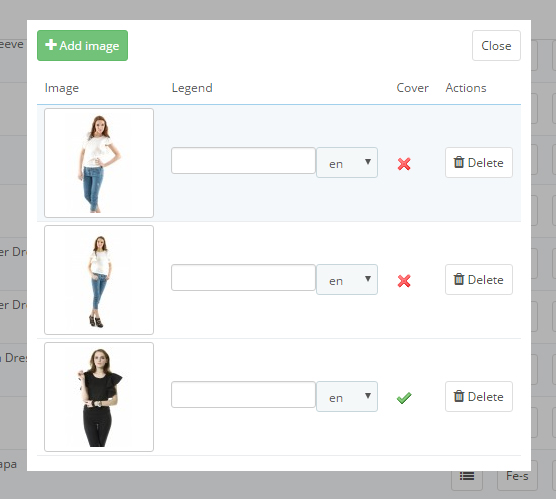 eeve
Add image
Close
Image Legend Cover Actions
en Delete
er Dr
en Delete
er Dre
Dres
en Delete
apa
Fe-s